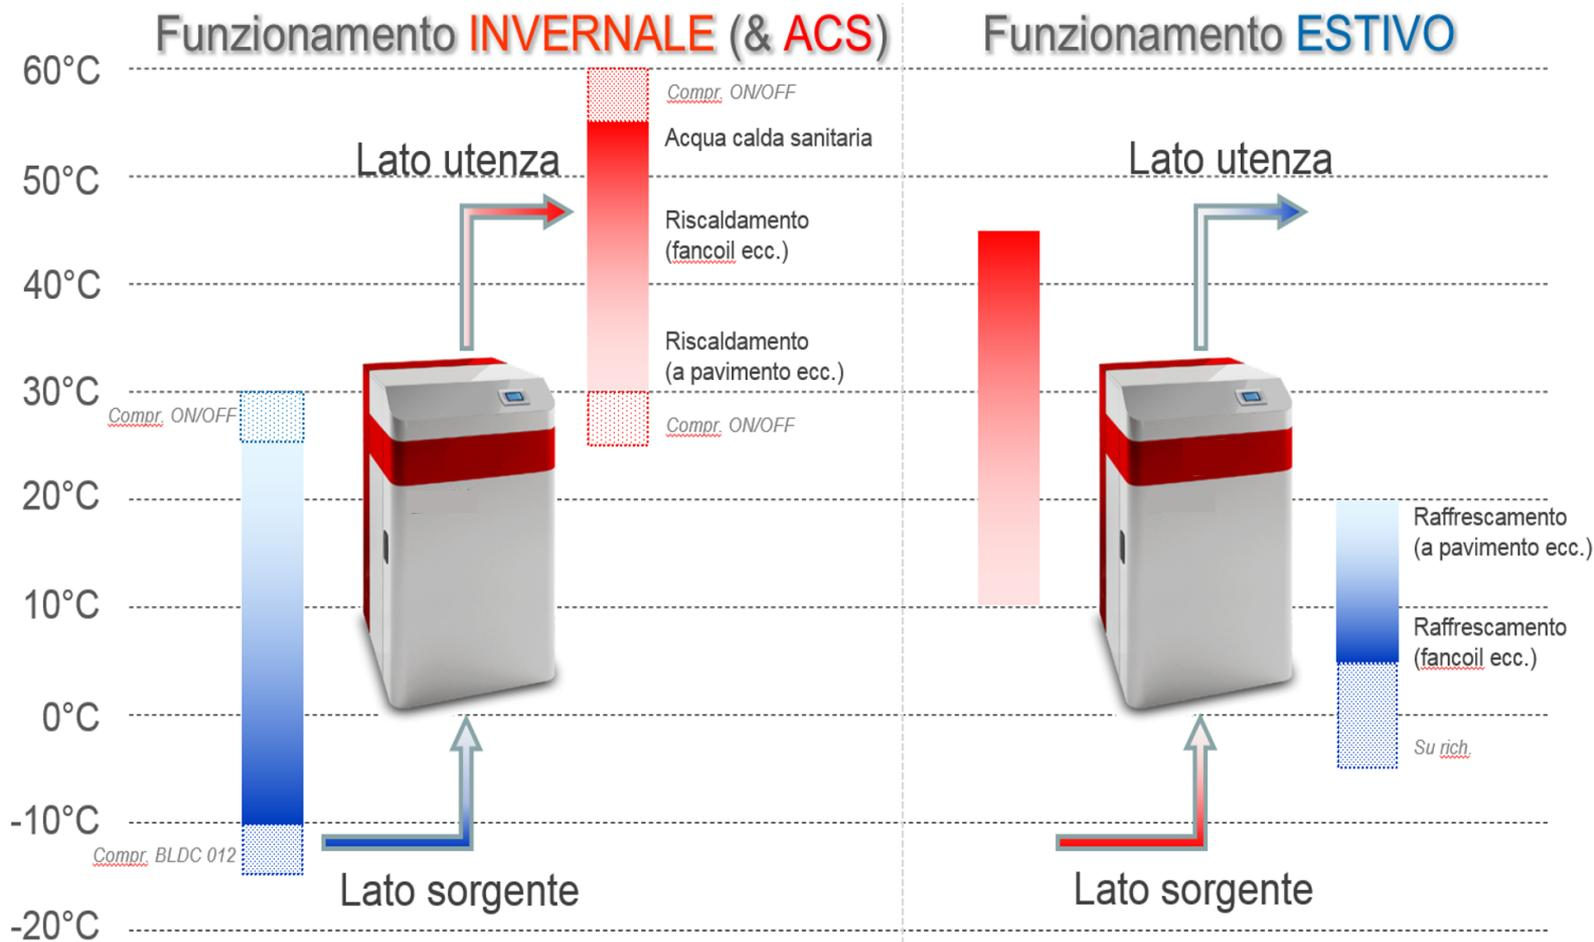 Funzionamento INVERNALE (& ACS)
Funzionamento ESTIVO
60°C
50°C
40°C
30°C
20°C
10°C
0°C
-10°C
-20°C
Compr. ON/OFF
Acqua calda sanitaria
Lato utenza
Riscaldamento
(fancoil ecc.)
Riscaldamento
(a pavimento ecc.)
Compr. ON/OFF
Compr. ON/OFF
Compr. BLDC 012
Lato sorgente
Lato utenza
Raffrescamento
(a pavimento ecc.)
Raffrescamento
(fancoil ecc.)
Su rich.
Lato sorgente